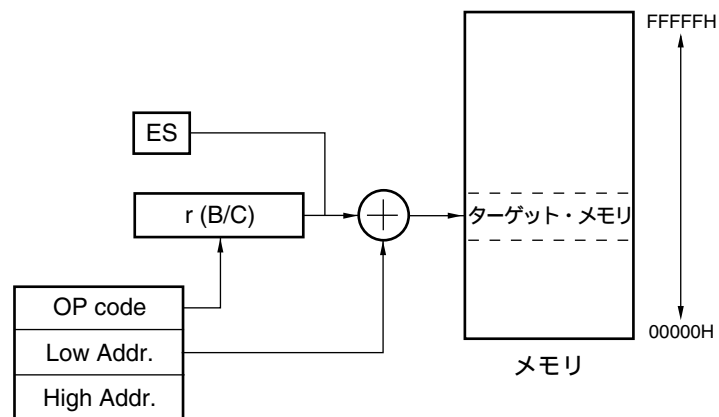 FFFFFH
ES
r (B/C)
ターゲット・メモリ
OP code
Low Addr.
High Addr.
00000H
メモリ